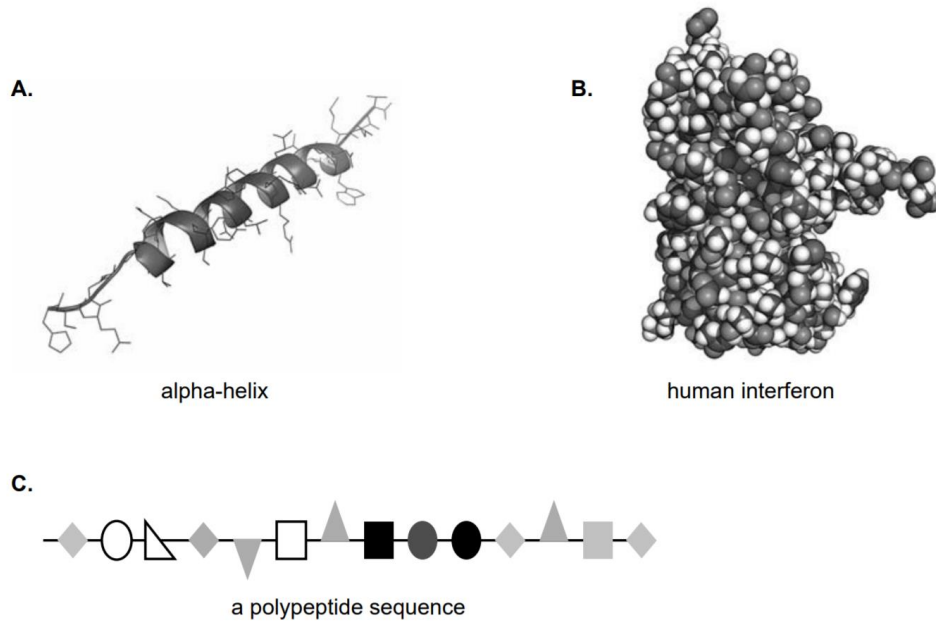 A.
B.
alpha-helix
human interferon
C.
a polypeptide sequence